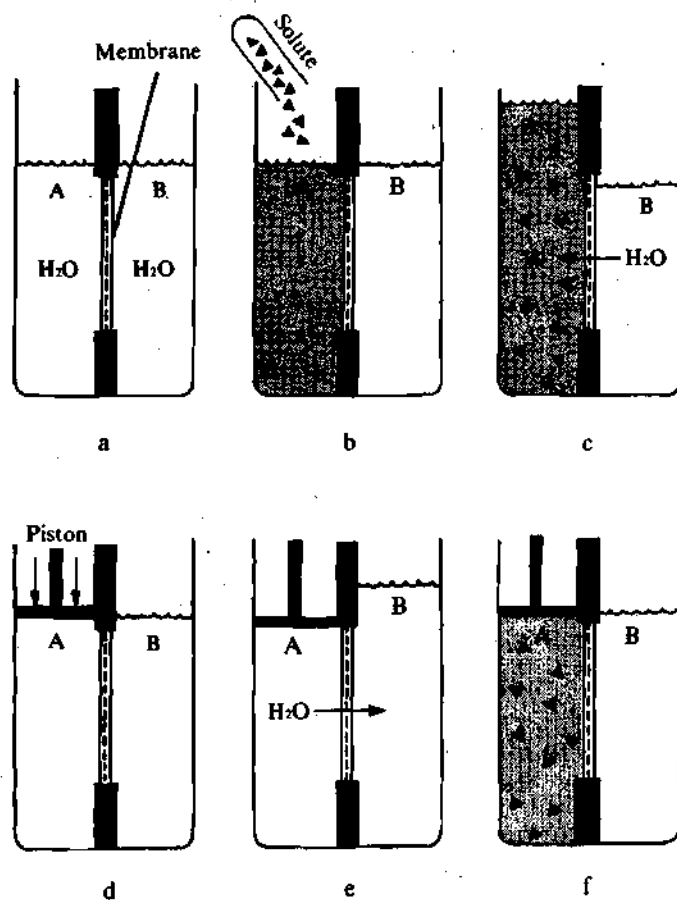 Solute
Membrane
A B B
H₂O H₂O B
H₂O
a b c
Piston
A B A B A B
H₂O
d e f